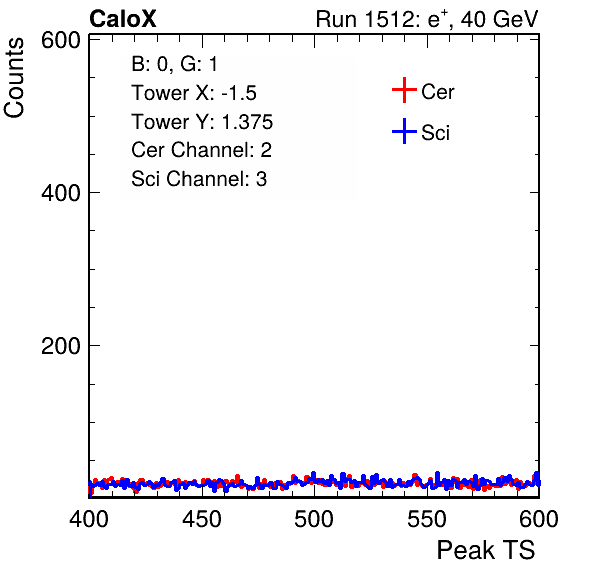 CaloX Run 1512: e⁺, 40 GeV
Counts
600
400
200
B: 0, G: 1
Tower X: -1.5
Tower Y: 1.375
Cer Channel: 2
Sci Channel: 3
Cer
Sci
400 450 500 550 600
Peak TS